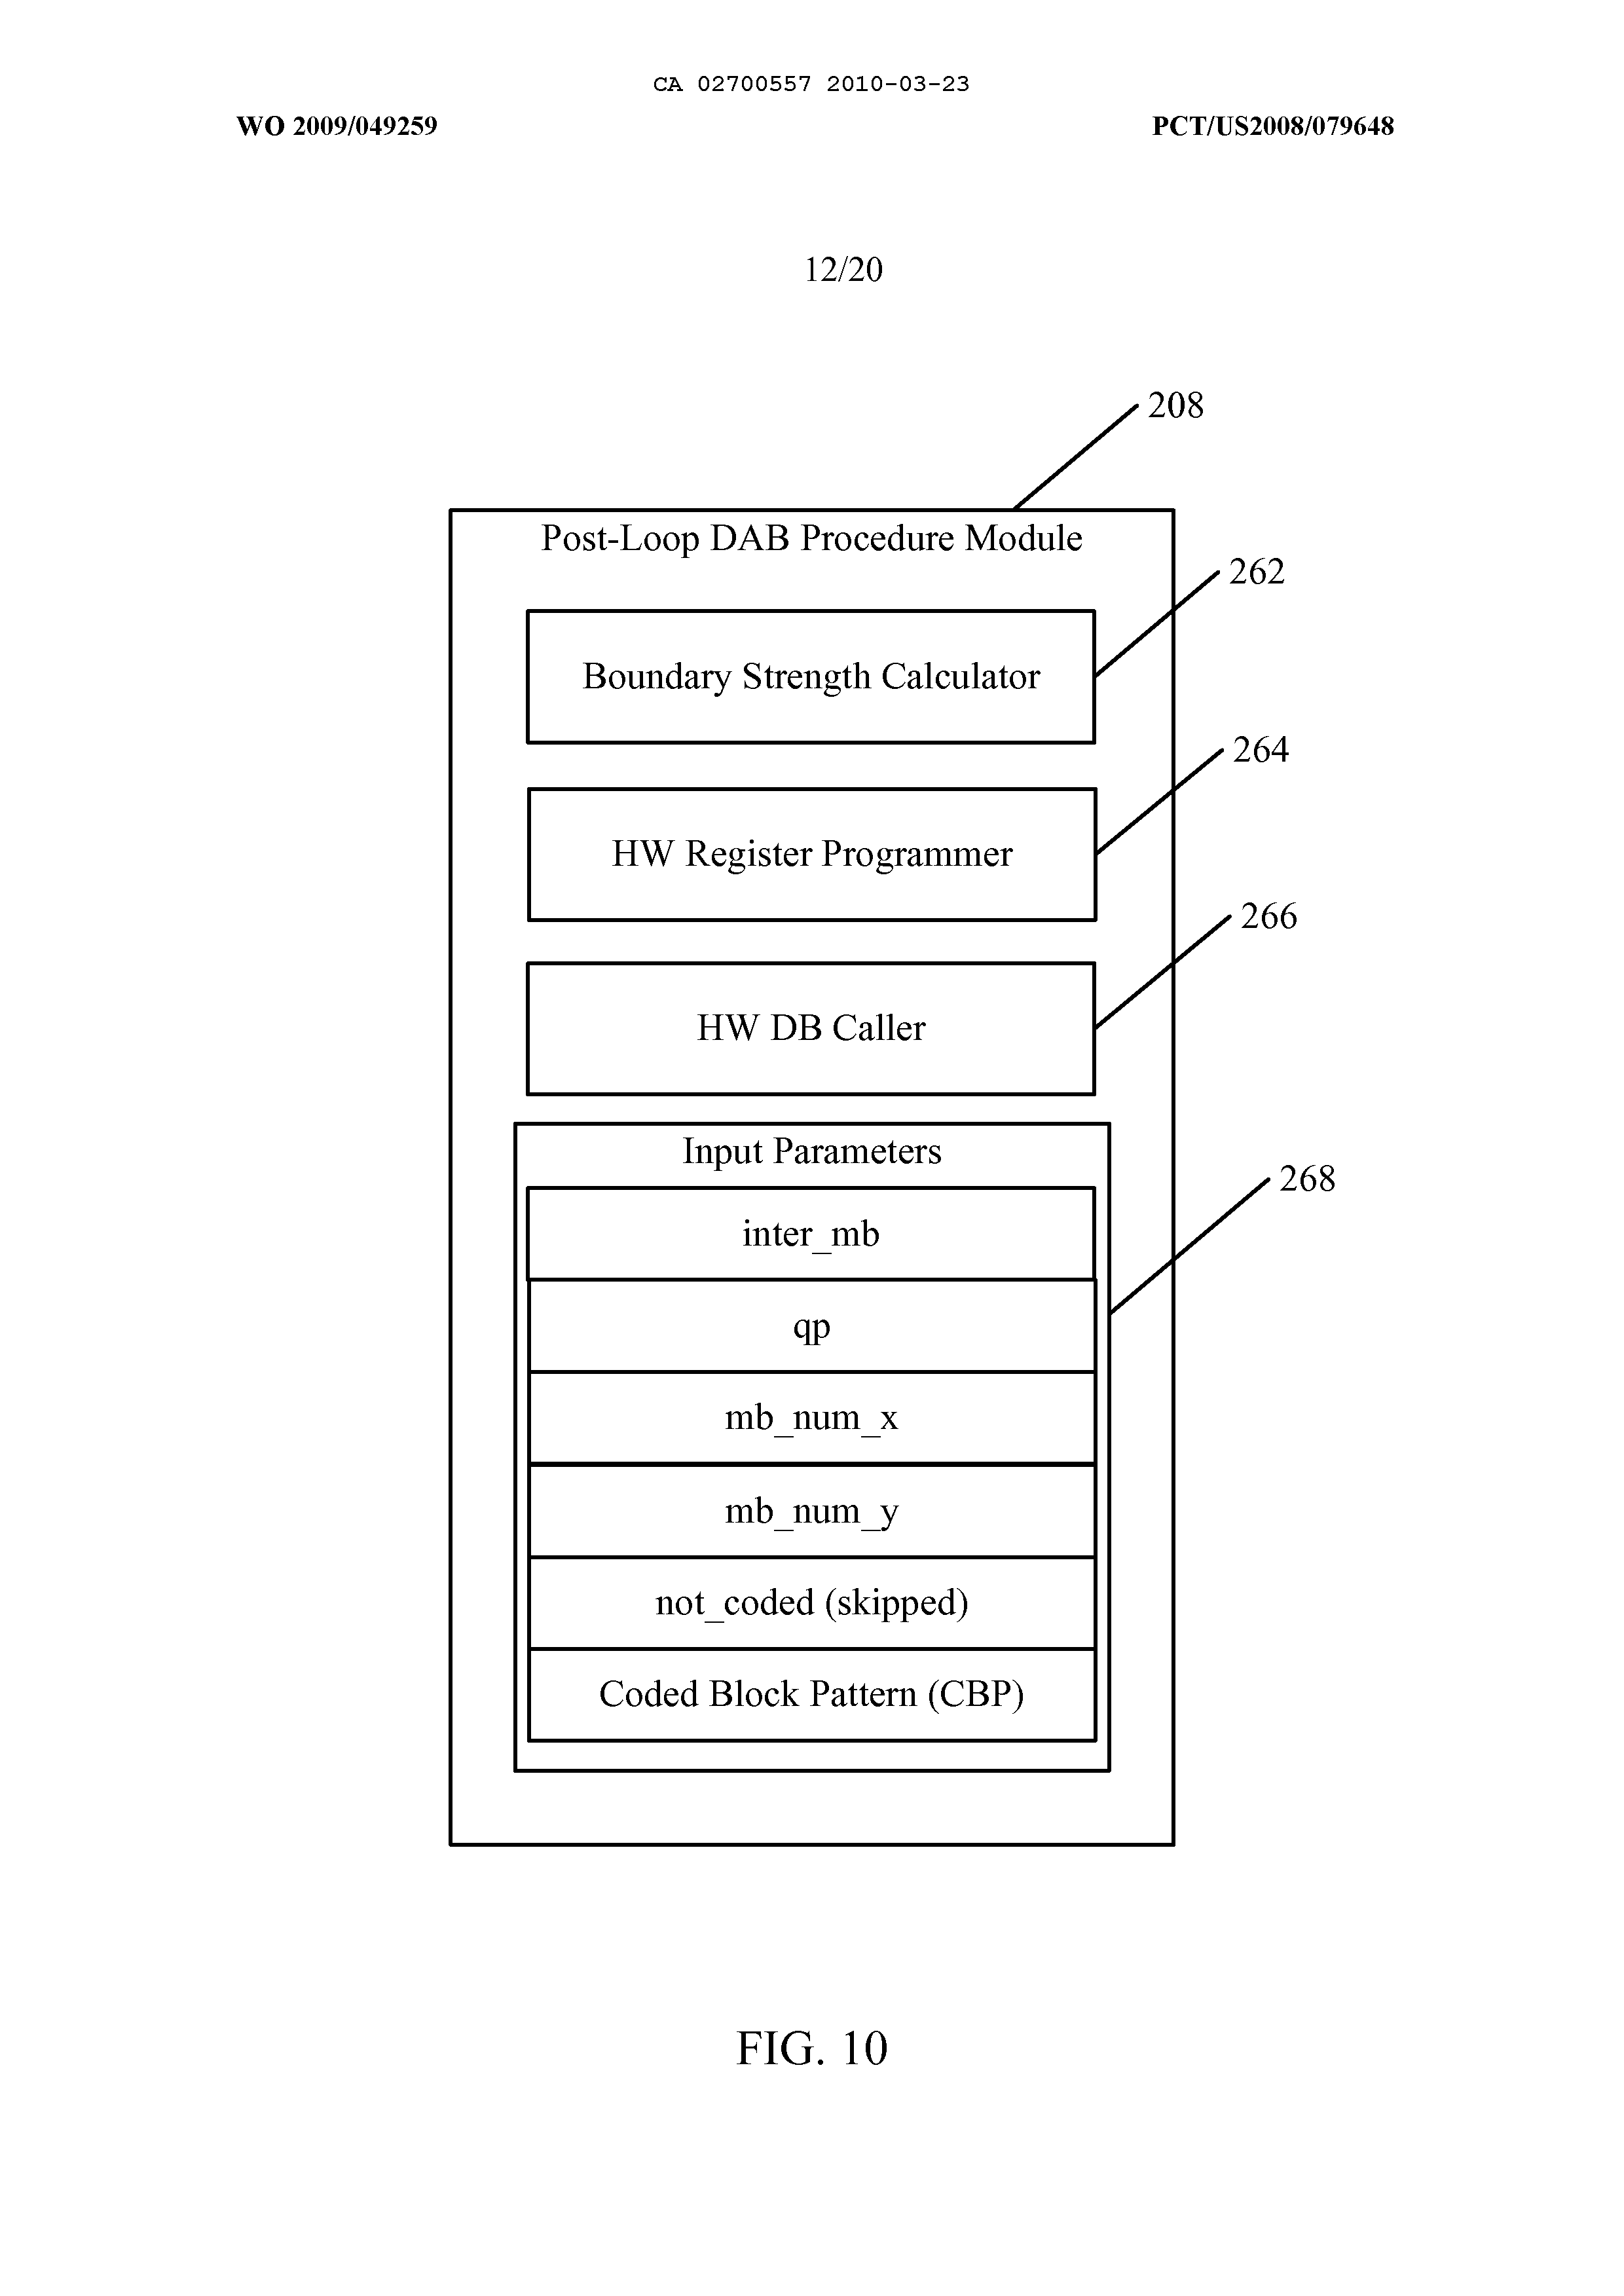 CA 02700557 2010-03-23
WO 2009/049259
PCT/US2008/079648
12/20
208
Post-Loop DAB Procedure Module
262
Boundary Strength Calculator
264
HW Register Programmer
266
HW DB Caller
Input Parameters
268
inter_mb
qp
mb_num_x
mb_num_y
not_coded (skipped)
Coded Block Pattern (CBP)
FIG. 10